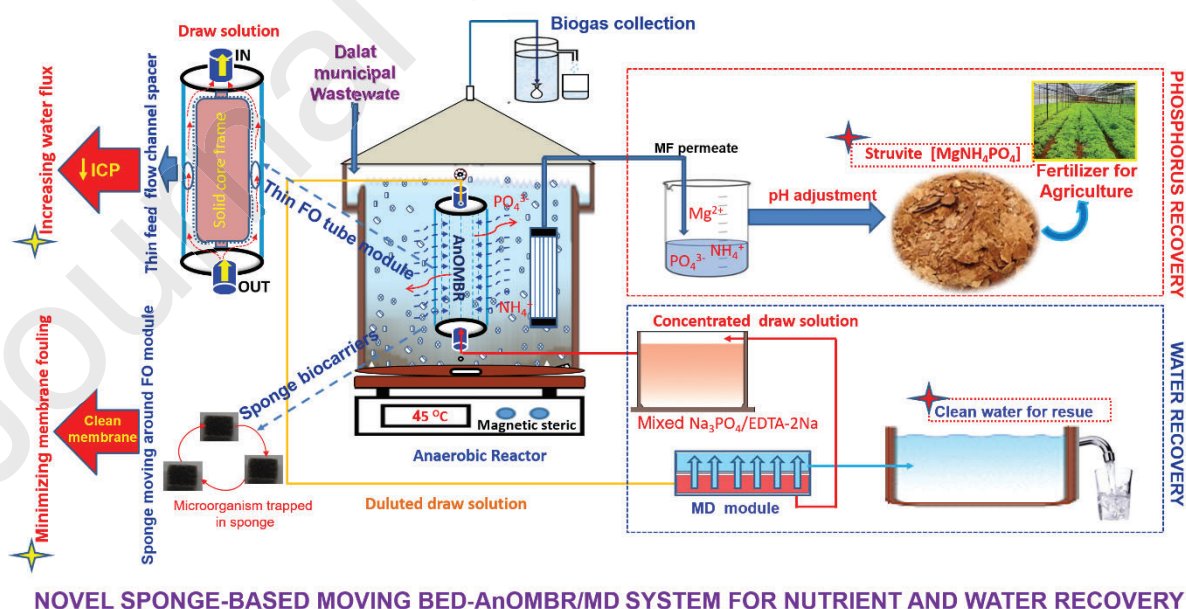 Draw solution
IN
Solid core frame
OUT
Thin feed flow channel spacer
↓ ICP
Increasing water flux
Dalat
municipal
Wastewate
Biogas collection
Thin FO tube module
AnOMBR
PO₄³⁻
NH₄⁺
Sponge biocarriers
45 ⁰C
Magnetic steric
Anaerobic Reactor
Sponge moving around FO module
Clean
membrane
Minimizing membrane fouling
Microorganism trapped
in sponge
Duluted draw solution
MF permeate
Mg²⁺
NH₄⁺
PO₄³⁻
pH adjustment
Struvite [MgNH₄PO₄]
Fertilizer for
Agriculture
PHOSPHORUS RECOVERY
Concentrated draw solution
Mixed Na₃PO₄/EDTA-2Na
MD module
Clean water for resue
WATER RECOVERY
NOVEL SPONGE-BASED MOVING BED-AnOMBR/MD SYSTEM FOR NUTRIENT AND WATER RECOVERY